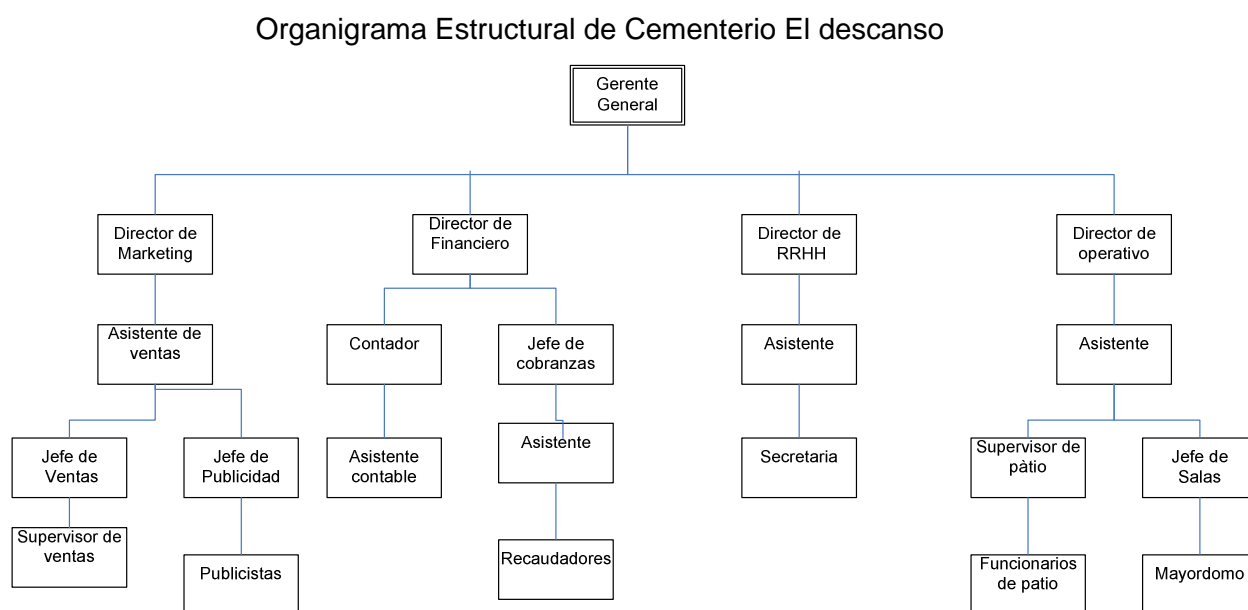 Organigrama Estructural de Cementerio El descanso
Gerente
General
Director de
Marketing
Director de
Financiero
Director de
RRHH
Director de
operativo
Asistente de
ventas
Contador
Jefe de
cobranzas
Asistente
Asistente
Jefe de
Ventas
Jefe de
Publicidad
Asistente
contable
Asistente
Secretaria
Supervisor de
pàtio
Jefe de
Salas
Supervisor de
ventas
Publicistas
Recaudadores
Funcionarios
de patio
Mayordomo